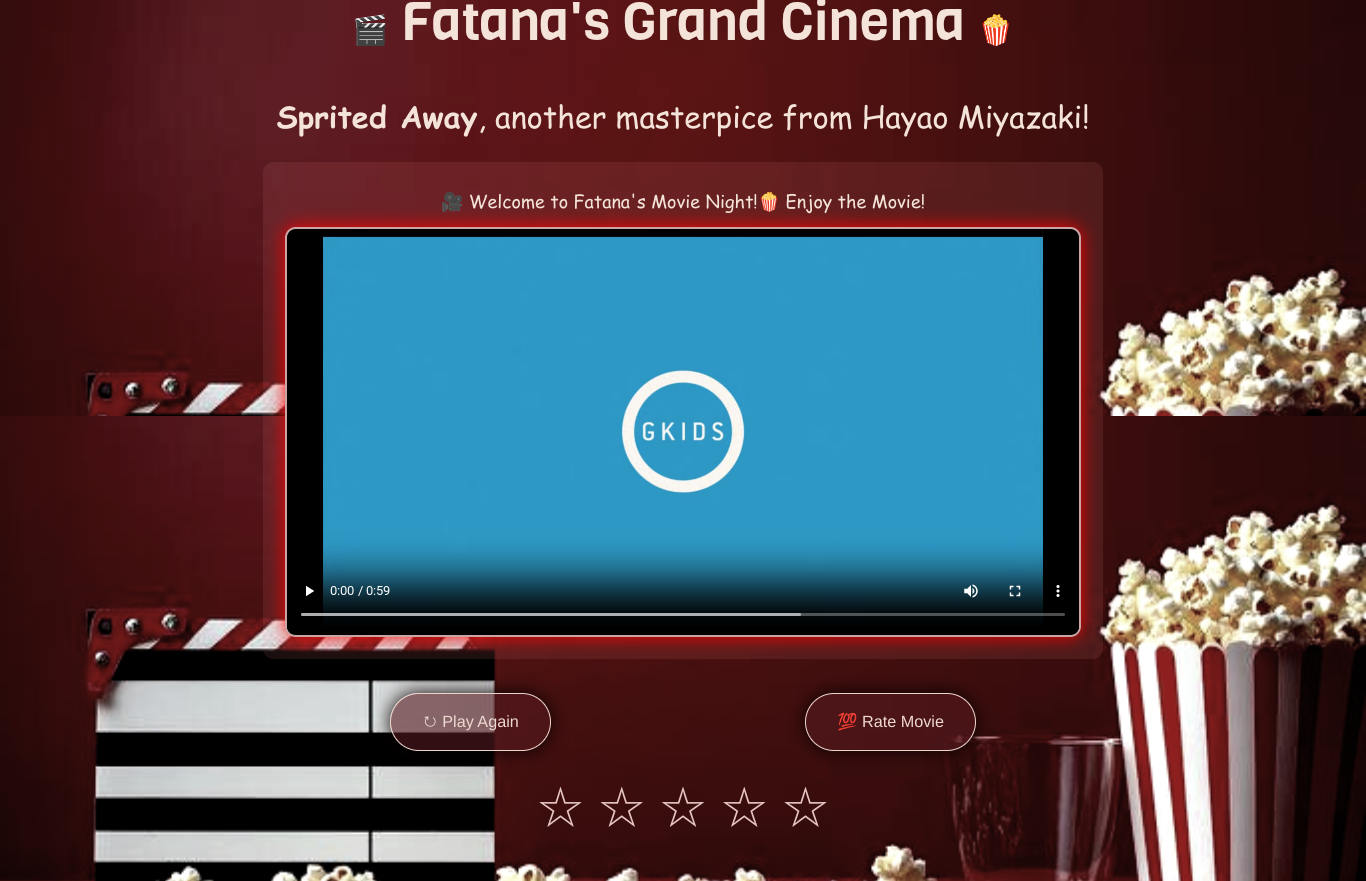 🎬 Fatana's Grand Cinema 🍿
Sprited Away, another masterpice from Hayao Miyazaki!
🎥 Welcome to Fatana's Movie Night!🍿 Enjoy the Movie!
GKIDS
0:00 / 0:59
↻ Play Again
💯 Rate Movie
☆ ☆ ☆ ☆ ☆